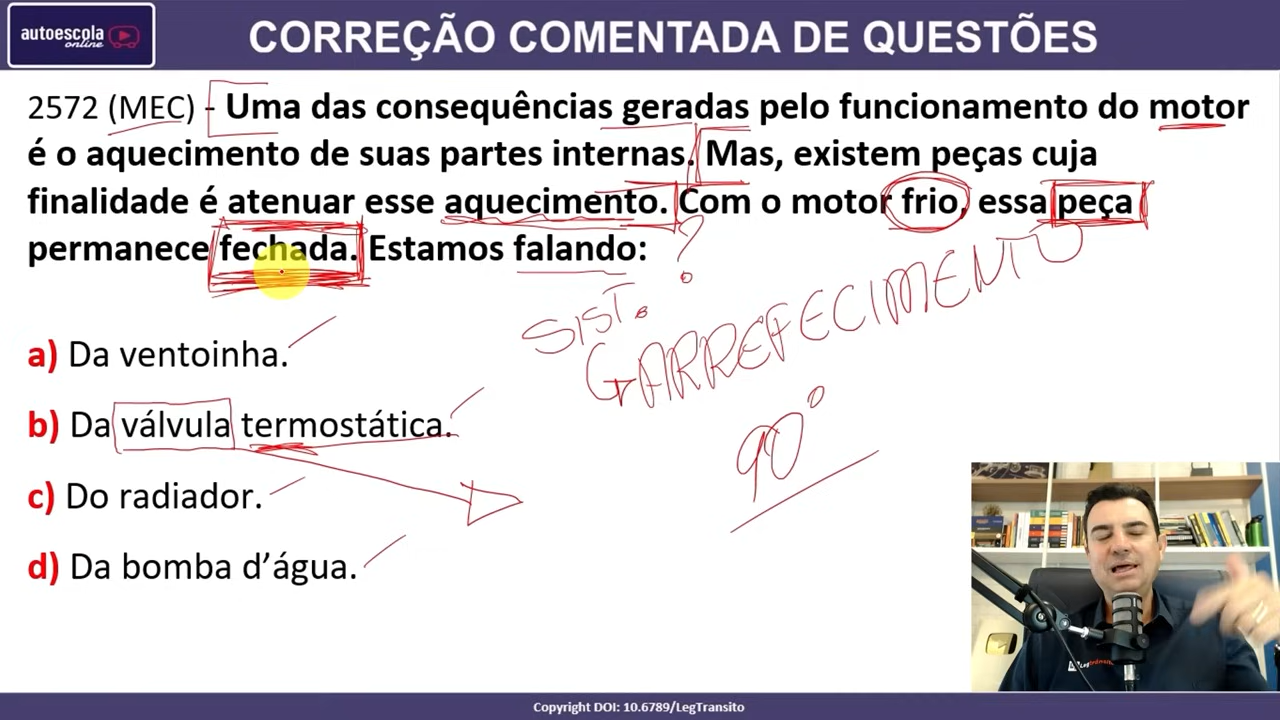 autoescola
online
CORREÇÃO COMENTADA DE QUESTÕES
2572 (MEC) - Uma das consequências geradas pelo funcionamento do motor
é o aquecimento de suas partes internas. Mas, existem peças cuja
finalidade é atenuar esse aquecimento. Com o motor frio, essa peça
permanece fechada. Estamos falando:
?
SIST.
GARREFECIMENTO
a) Da ventoinha.
b) Da válvula termostática.
90°
c) Do radiador.
d) Da bomba d’água.
Copyright DOI: 10.6789/LegTransito